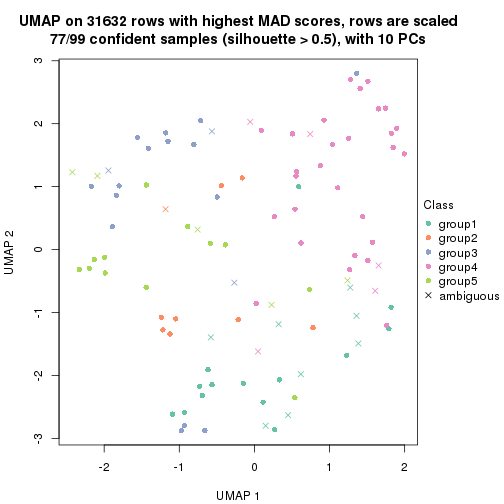 UMAP on 31632 rows with highest MAD scores, rows are scaled
77/99 confident samples (silhouette > 0.5), with 10 PCs
3
2
1
0
-1
-2
-3
UMAP 2
-2
-1
0
1
2
UMAP 1
Class
group1
group2
group3
group4
group5
ambiguous